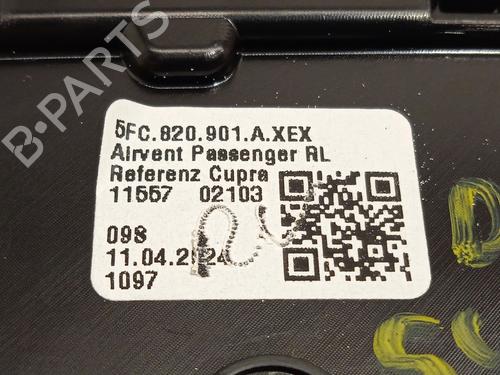 B-PARTS
5FC.820.901.A.XEX
Airvent Passenger RL
Referenz Cupra
11557 02103
098
11.04.2024
1097